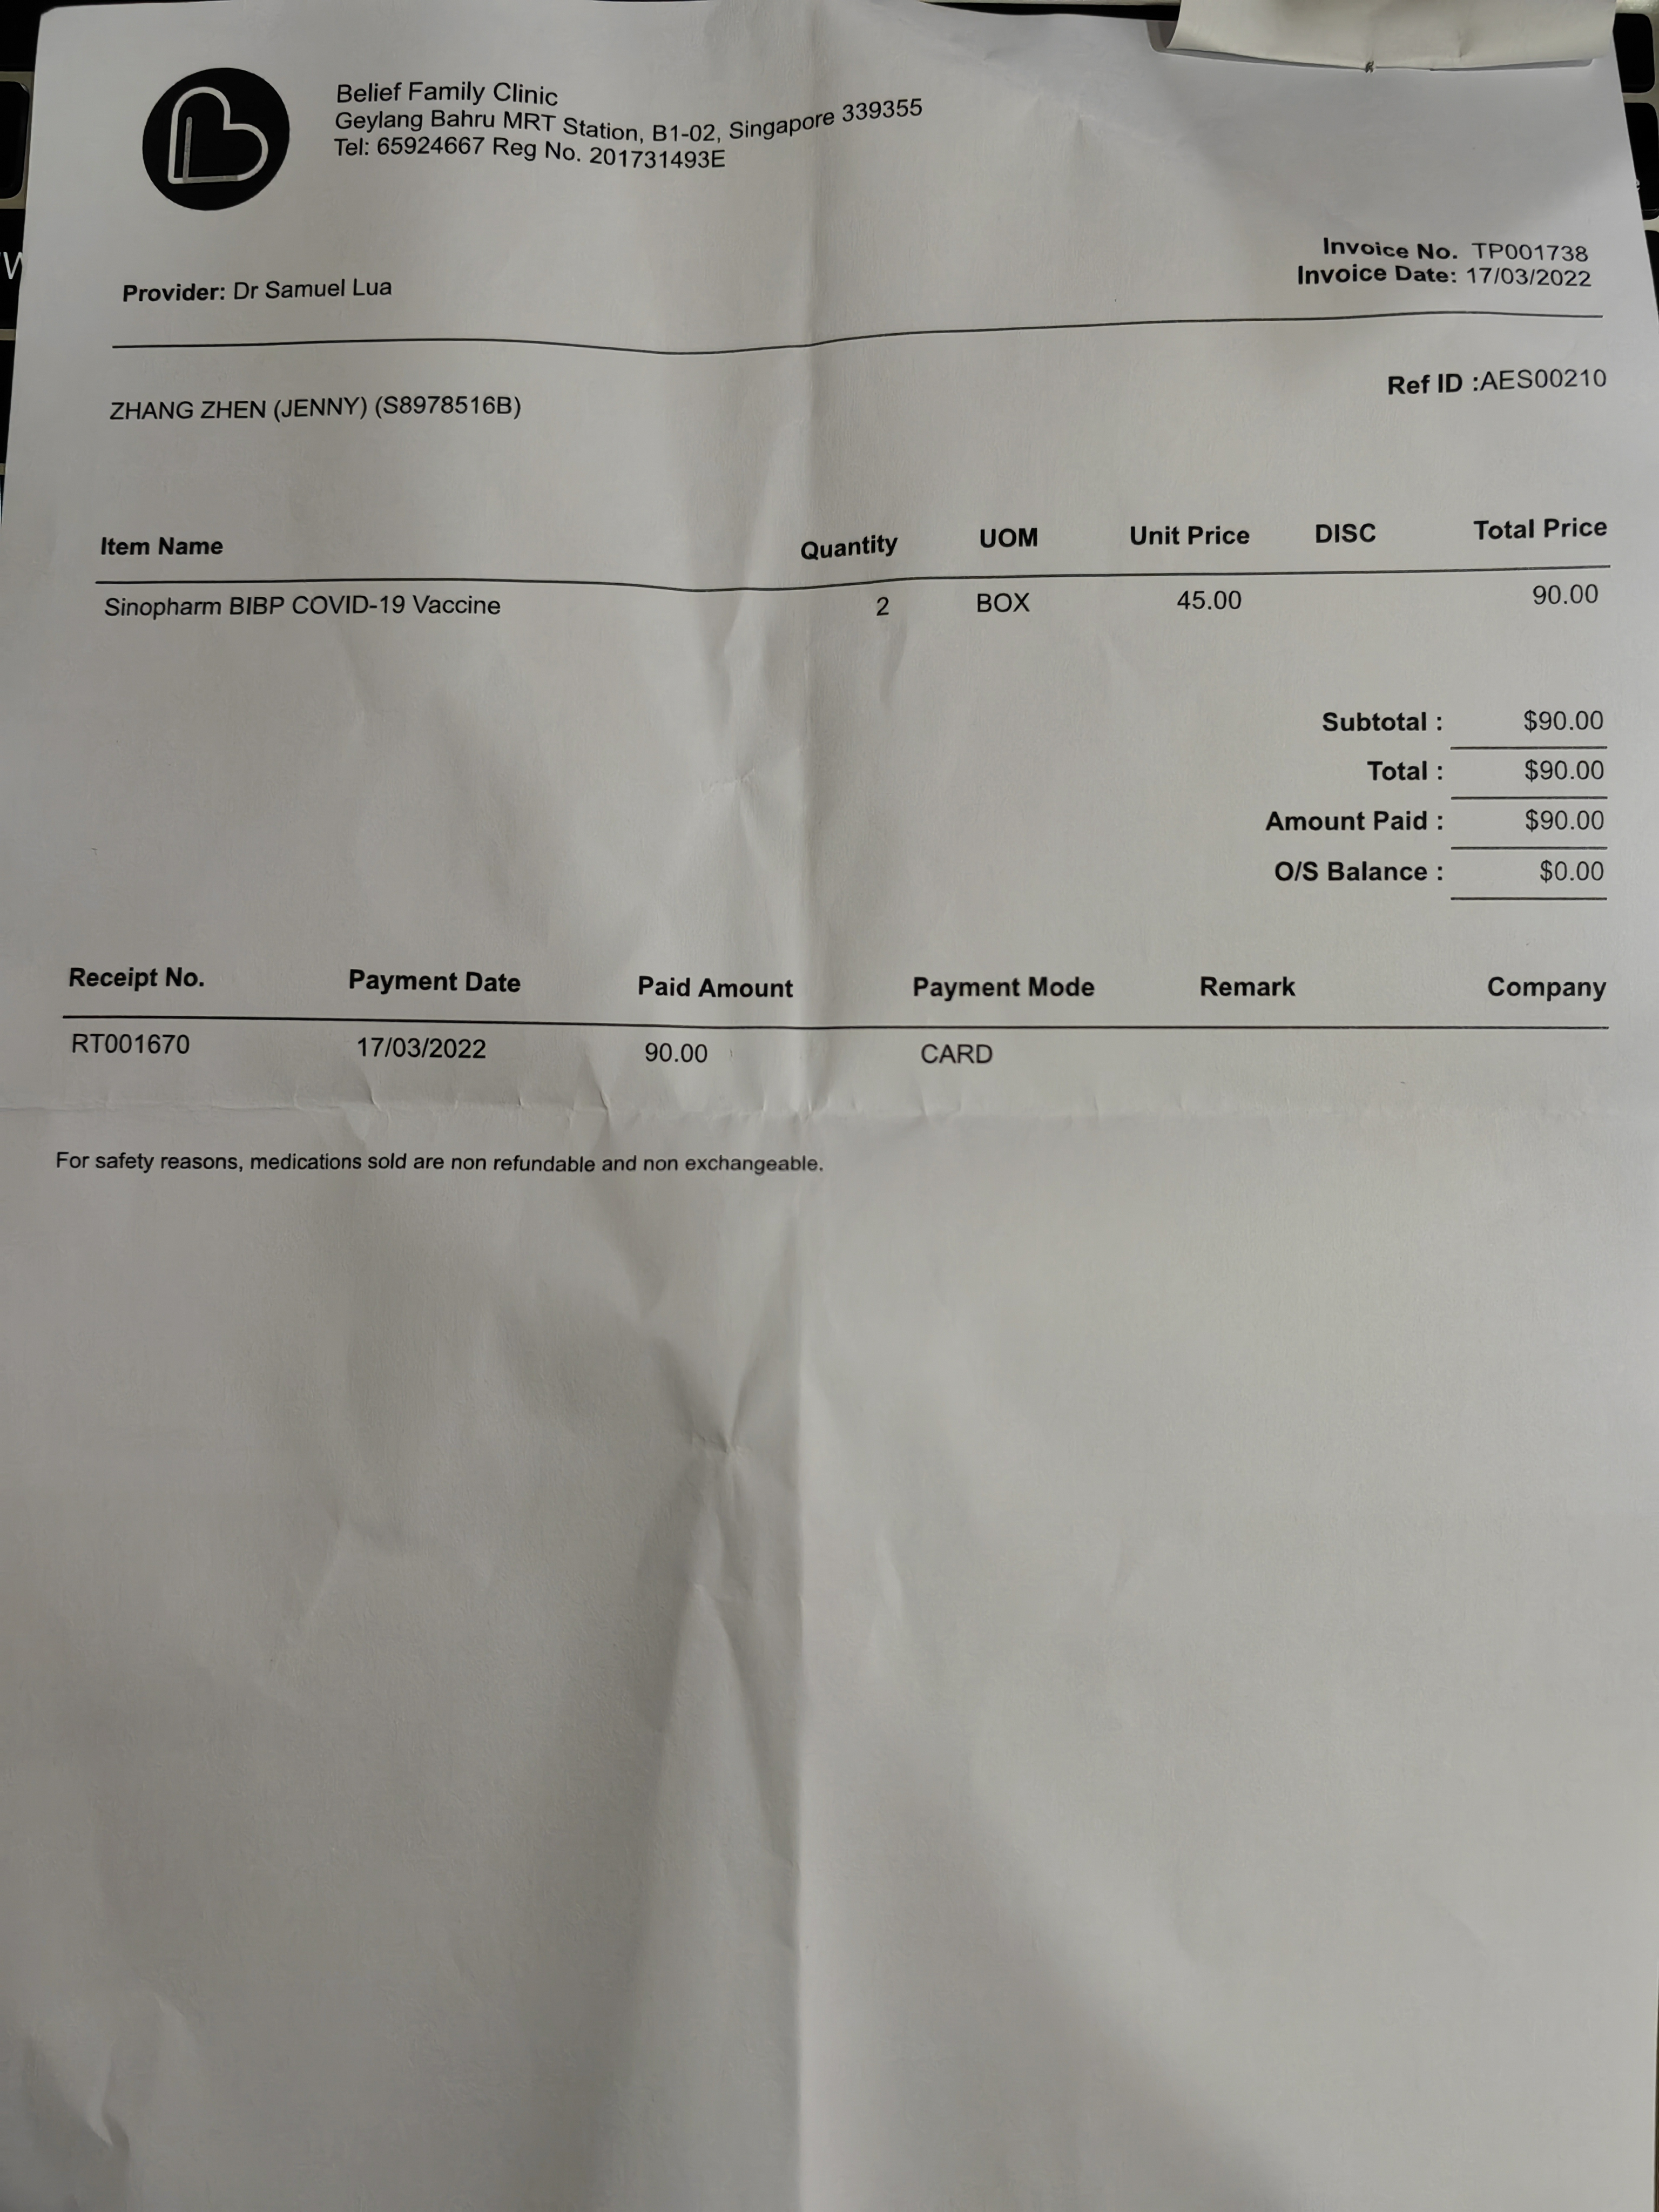 Belief Family Clinic
Geylang Bahru MRT Station, B1-02, Singapore 339355
Tel: 65924667 Reg No. 201731493E
Invoice No. TP001738
Invoice Date: 17/03/2022
Provider: Dr Samuel Lua
Ref ID :AES00210
ZHANG ZHEN (JENNY) (S8978516B)
Item Name Quantity UOM Unit Price DISC Total Price
Sinopharm BIBP COVID-19 Vaccine 2 BOX 45.00 90.00
Subtotal : $90.00
Total : $90.00
Amount Paid : $90.00
O/S Balance : $0.00
Receipt No. Payment Date Paid Amount Payment Mode Remark Company
RT001670 17/03/2022 90.00 CARD
For safety reasons, medications sold are non refundable and non exchangeable.